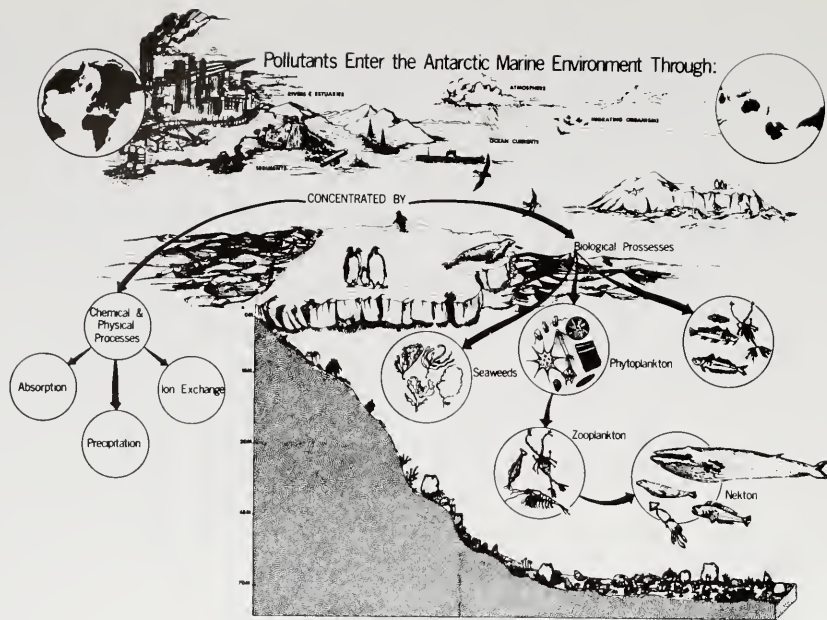 Pollutants Enter the Antarctic Marine Environment Through:
RIVERS & ESTUARIES
ATMOSPHERE
MIGRATING ORGANISMS
OCEAN CURRENTS
SEDIMENTS
CONCENTRATED BY
Biological Prossesses
Chemical &
Physical
Processes
Absorption
Ion Exchange
Precipitation
Seaweeds
Phytoplankton
Zooplankton
Nekton